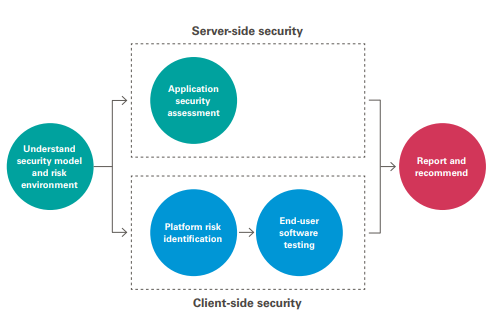 Server-side security
Application
security
assessment
Understand
security model
and risk
environment
Report and
recommend
Platform risk
identification
End-user
software
testing
Client-side security